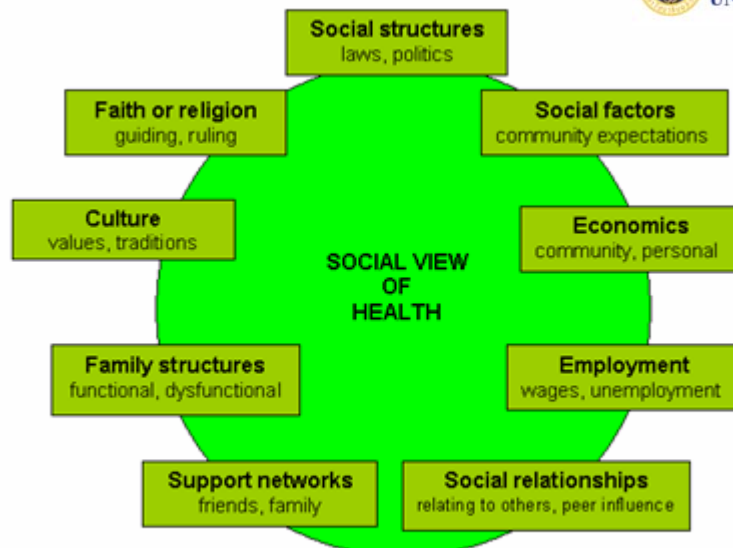 Social structures
laws, politics
Faith or religion
guiding, ruling
Social factors
community expectations
Culture
values, traditions
Economics
community, personal
SOCIAL VIEW
OF
HEALTH
Family structures
functional, dysfunctional
Employment
wages, unemployment
Support networks
friends, family
Social relationships
relating to others, peer influence